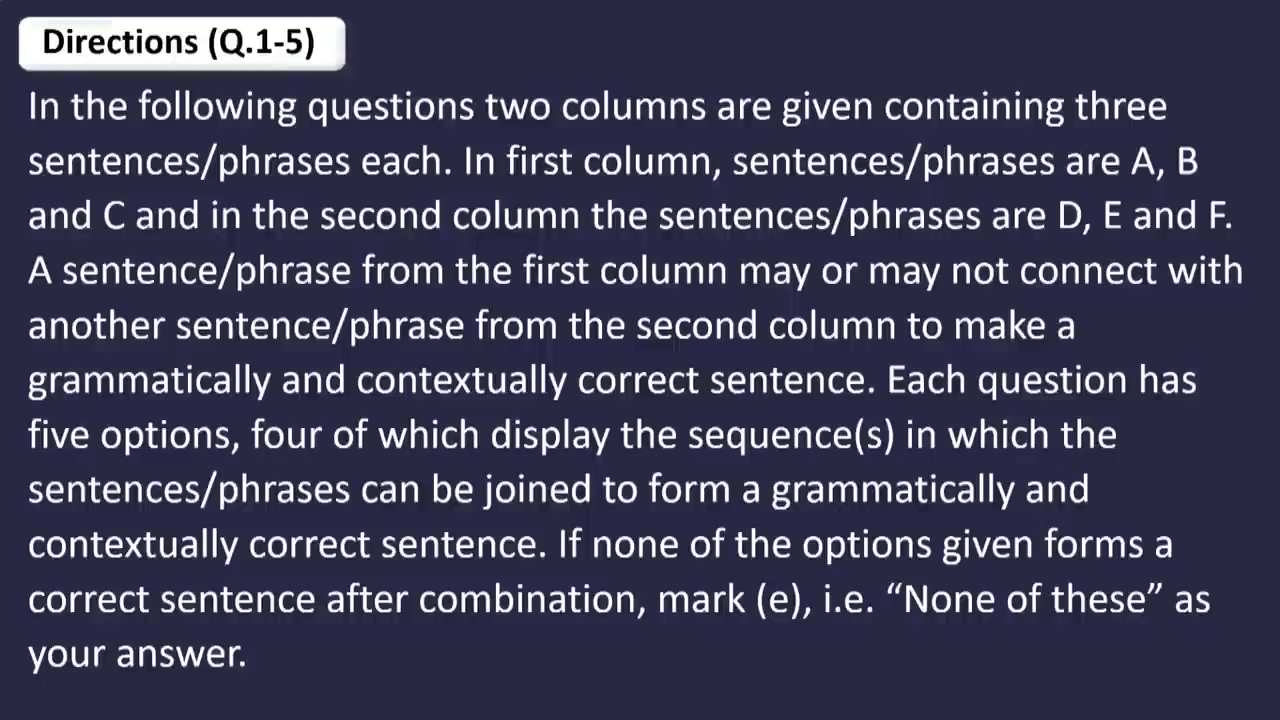 Directions (Q.1-5)
In the following questions two columns are given containing three
sentences/phrases each. In first column, sentences/phrases are A, B
and C and in the second column the sentences/phrases are D, E and F.
A sentence/phrase from the first column may or may not connect with
another sentence/phrase from the second column to make a
grammatically and contextually correct sentence. Each question has
five options, four of which display the sequence(s) in which the
sentences/phrases can be joined to form a grammatically and
contextually correct sentence. If none of the options given forms a
correct sentence after combination, mark (e), i.e. “None of these” as
your answer.